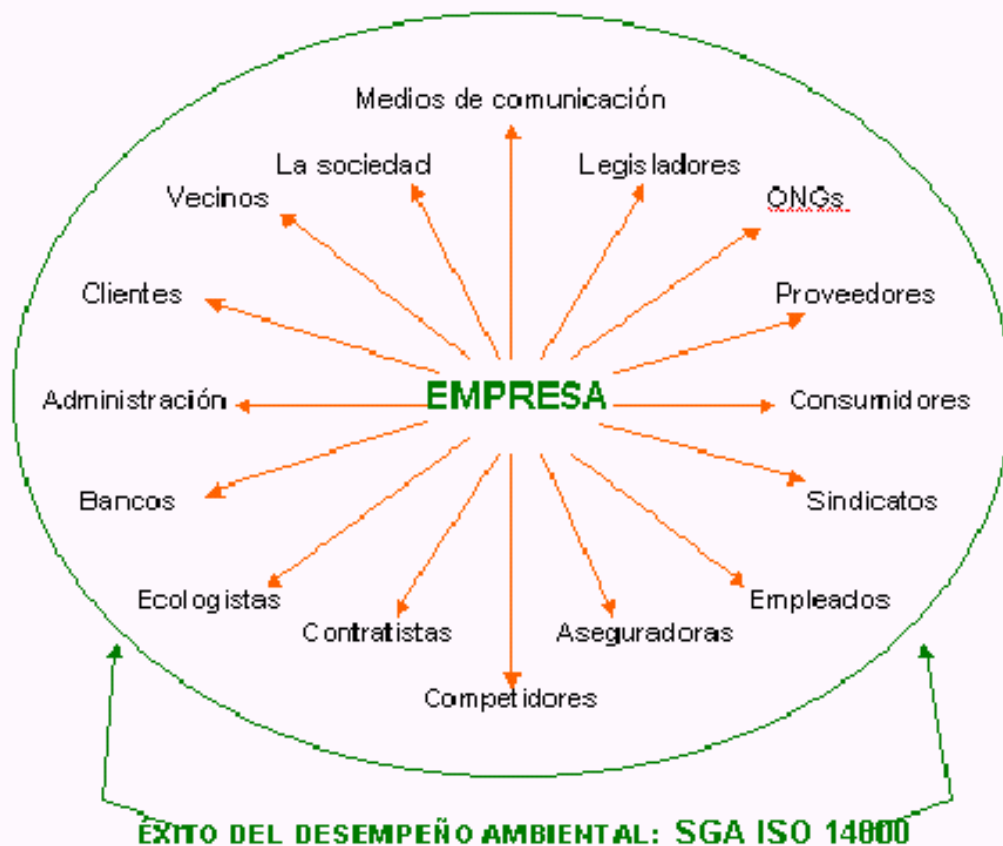 Medios de comunicación
La sociedad
Legisladores
Vecinos
ONGs
Clientes
Proveedores
EMPRESA
Administración
Consumidores
Bancos
Sindicatos
Ecologistas
Empleados
Contratistas
Aseguradoras
Competidores
ÉXITO DEL DESEMPEÑO AMBIENTAL: SGA ISO 14000